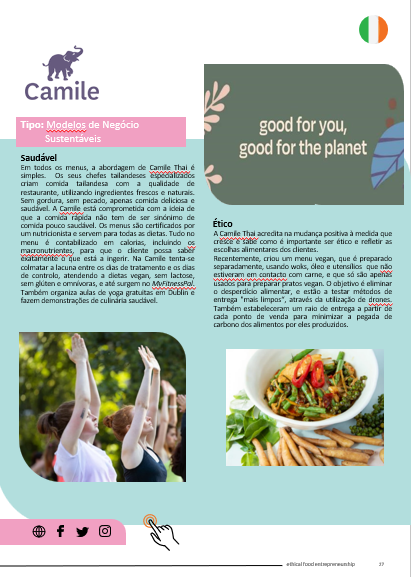 Camile
Tipo: Modelos de Negócio
Sustentáveis
good for you,
good for the planet
Saudável
Em todos os menus, a abordagem de Camile Thai é
simples. Os seus chefes tailandeses especializados
criam comida tailandesa com a qualidade de
restaurante, utilizando ingredientes frescos e naturais.
Sem gordura, sem pecado, apenas comida deliciosa e
saudável. A Camile está comprometida com a ideia de
que a comida rápida não tem de ser sinónimo de
comida pouco saudável. Os menus são certificados por
um nutricionista e servem para todas as dietas. Tudo no
menu é contabilizado em calorias, incluindo os
macronutrientes, para que o cliente possa saber
exatamente o que está a ingerir. Na Camile tenta-se
colmatar a lacuna entre os dias de tratamento e os dias
de controlo, atendendo a dietas vegan, sem lactose,
sem glúten e omnívoras, e até surgo no MyFitnessPal.
Também organiza aulas de yoga gratuitas em Dublin e
fazem demonstrações de culinária saudável.
Ético
A Camile Thai acredita na mudança positiva à medida que
cresce e sabe como é importante ser ético e refletir as
escolhas alimentares dos clientes.
Recentemente, criou um menu vegan, que é preparado
separadamente, usando woks, óleo e utensílios que não
estiveram em contacto com carne, e que só são apenas
usados para preparar pratos vegan. O objetivo é eliminar
o desperdício alimentar, e estão a testar métodos de
entrega "mais limpos", através da utilização de drones.
Também estabeleceram um raio de entrega a partir de
cada ponto de venda para minimizar a pegada de
carbono dos alimentos por eles produzidos.
ethical food entrepreneurship 27